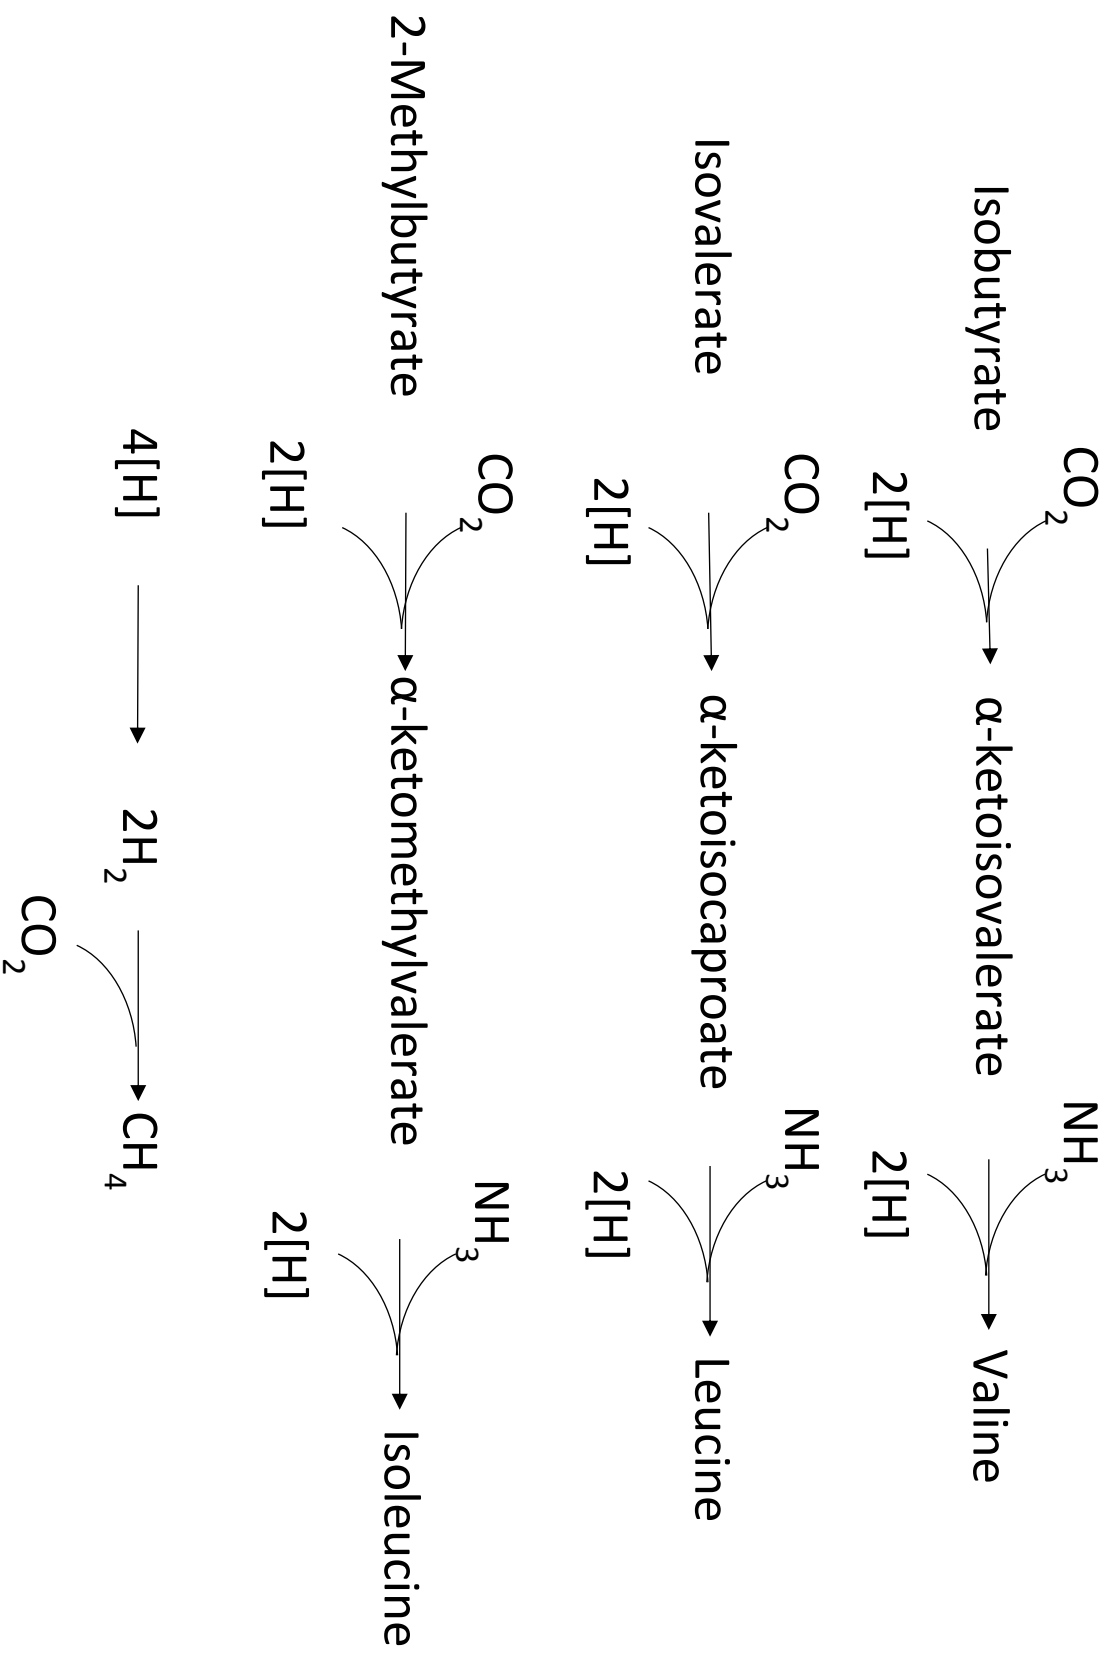 CO2 NH3
Isobutyrate α-ketoisovalerate Valine
2[H] 2[H]
CO2 NH3
Isovalerate α-ketoisocaproate Leucine
2[H] 2[H]
CO2 NH3
2-Methylbutyrate α-ketomethylvalerate Isoleucine
2[H] 2[H]
4[H] 2H2 CH4
CO2